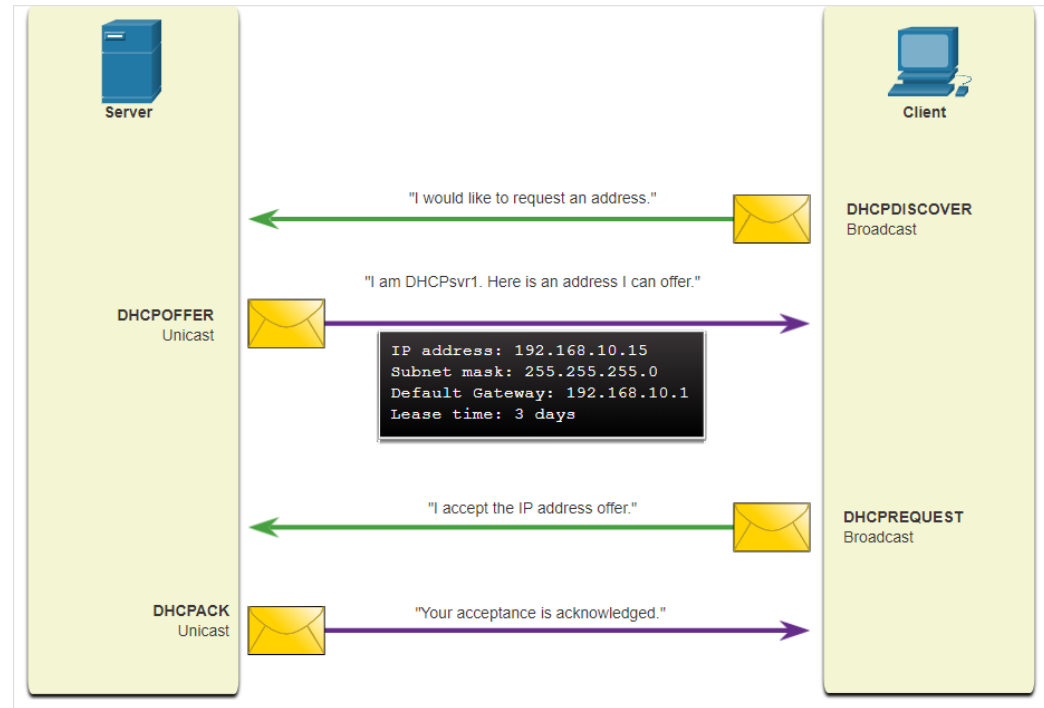 Server
Client
"I would like to request an address."
DHCPDISCOVER
Broadcast
"I am DHCPsvr1. Here is an address I can offer."
DHCPOFFER
Unicast
IP address: 192.168.10.15
Subnet mask: 255.255.255.0
Default Gateway: 192.168.10.1
Lease time: 3 days
"I accept the IP address offer."
DHCPREQUEST
Broadcast
DHCPACK
Unicast
"Your acceptance is acknowledged."